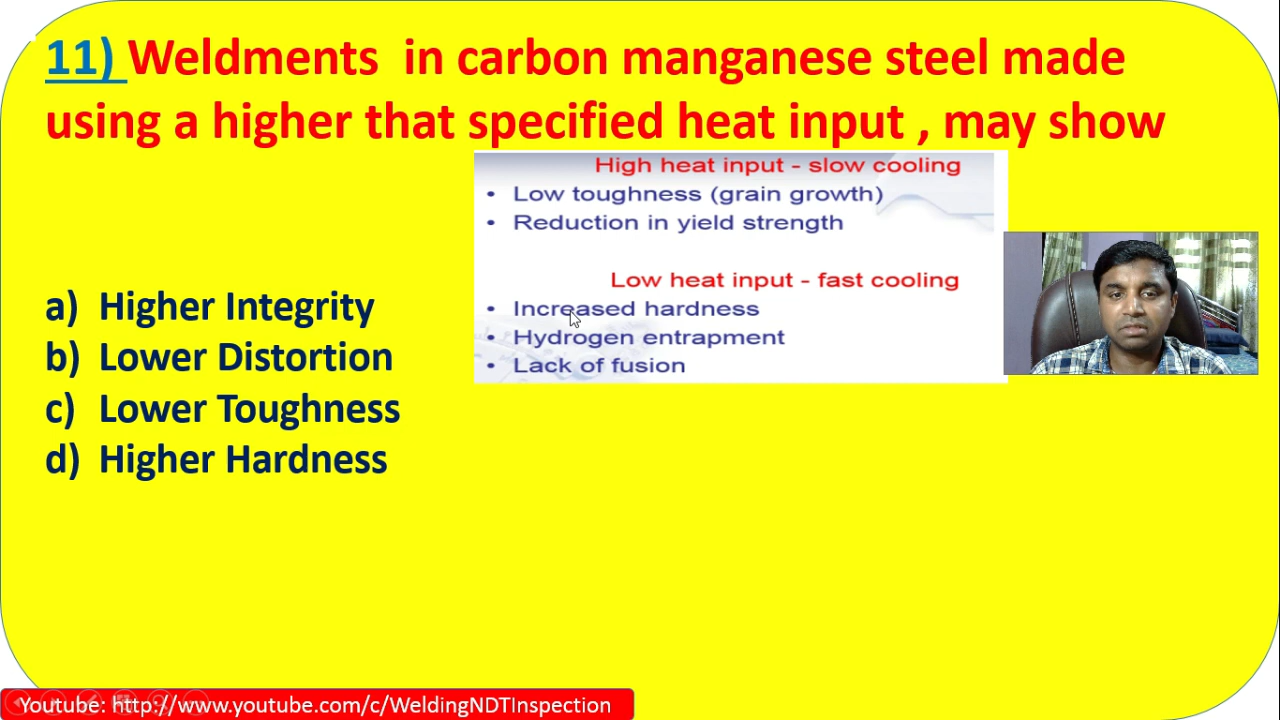 11) Weldments in carbon manganese steel made
using a higher that specified heat input , may show
High heat input - slow cooling
• Low toughness (grain growth)
• Reduction in yield strength
Low heat input - fast cooling
• Increased hardness
• Hydrogen entrapment
• Lack of fusion
a) Higher Integrity
b) Lower Distortion
c) Lower Toughness
d) Higher Hardness
Youtube: http://www.youtube.com/c/WeldingNDTInspection